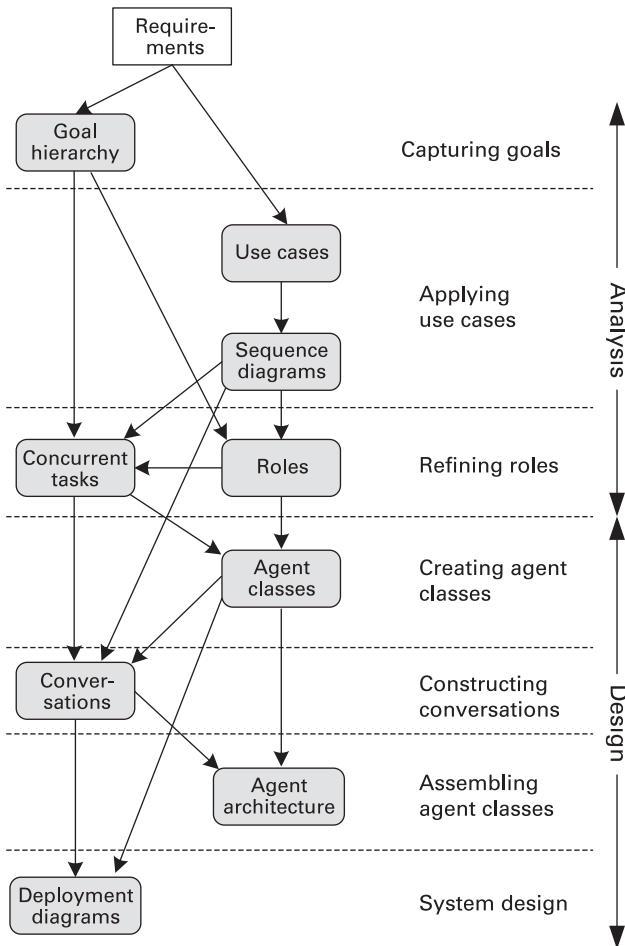 Require-
ments
Goal
hierarchy
Capturing goals
Use cases
Applying
use cases
Sequence
diagrams
Analysis
Concurrent
tasks
Roles
Refining roles
Agent
classes
Creating agent
classes
Conver-
sations
Constructing
conversations
Design
Agent
architecture
Assembling
agent classes
Deployment
diagrams
System design